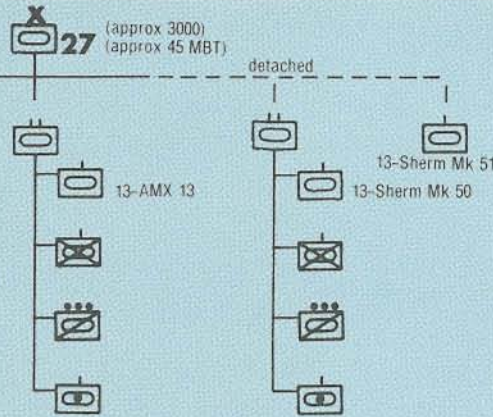 X
27
(approx 3000)
(approx 45 MBT)
detached
13-Sherm Mk 51
13-AMX 13
13-Sherm Mk 50